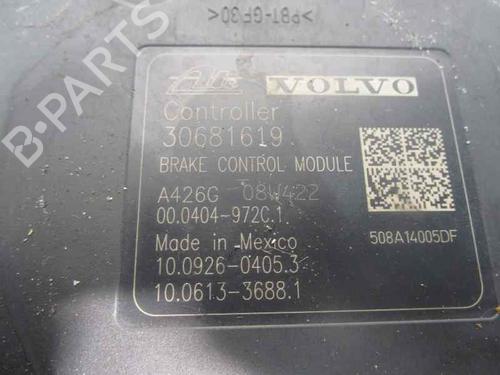 >PBT-GF30<
Ate VOLVO
Controller
30681619
BRAKE CONTROL MODULE
A426G 08W422
00.0404-972C.1
Made in Mexico 508A14005DF
10.0926-0405.3
10.0613-3688.1